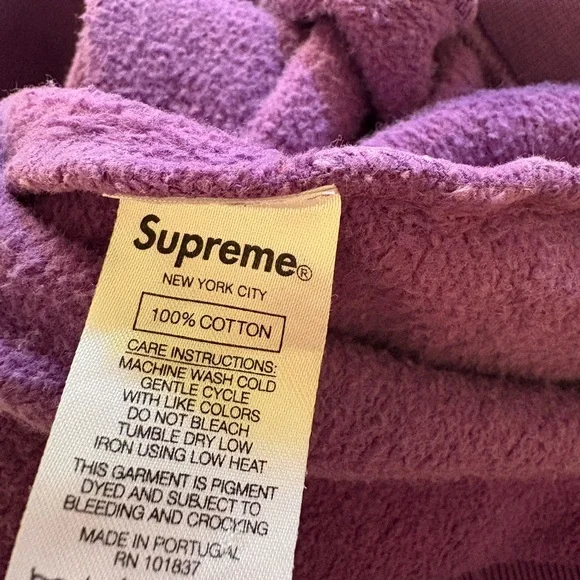 Supreme®
NEW YORK CITY
100% COTTON
CARE INSTRUCTIONS:
MACHINE WASH COLD
GENTLE CYCLE
WITH LIKE COLORS
DO NOT BLEACH
TUMBLE DRY LOW
IRON USING LOW HEAT
THIS GARMENT IS PIGMENT
DYED AND SUBJECT TO
BLEEDING AND CROCKING
MADE IN PORTUGAL
RN 101837